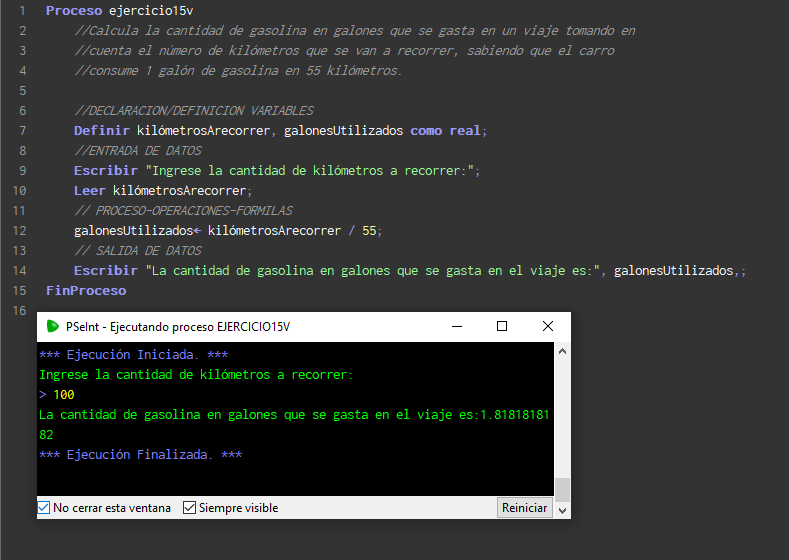 1 Proceso ejercicio15v
2 //Calcula la cantidad de gasolina en galones que se gasta en un viaje tomando en
3 //cuenta el número de kilómetros que se van a recorrer, sabiendo que el carro
4 //consume 1 galón de gasolina en 55 kilómetros.
5
6 //DECLARACION/DEFINICION VARIABLES
7 Definir kilómetrosArecorrer, galonesUtilizados como real;
8 //ENTRADA DE DATOS
9 Escribir "Ingrese la cantidad de kilómetros a recorrer:";
10 Leer kilómetrosArecorrer;
11 // PROCESO-OPERACIONES-FORMILAS
12 galonesUtilizados← kilómetrosArecorrer / 55;
13 // SALIDA DE DATOS
14 Escribir "La cantidad de gasolina en galones que se gasta en el viaje es:", galonesUtilizados,;
15 FinProceso
16
PSeInt - Ejecutando proceso EJERCICIO15V
*** Ejecución Iniciada. ***
Ingrese la cantidad de kilómetros a recorrer:
> 100
La cantidad de gasolina en galones que se gasta en el viaje es:1.81818181
82
*** Ejecución Finalizada. ***
No cerrar esta ventana Siempre visible Reiniciar